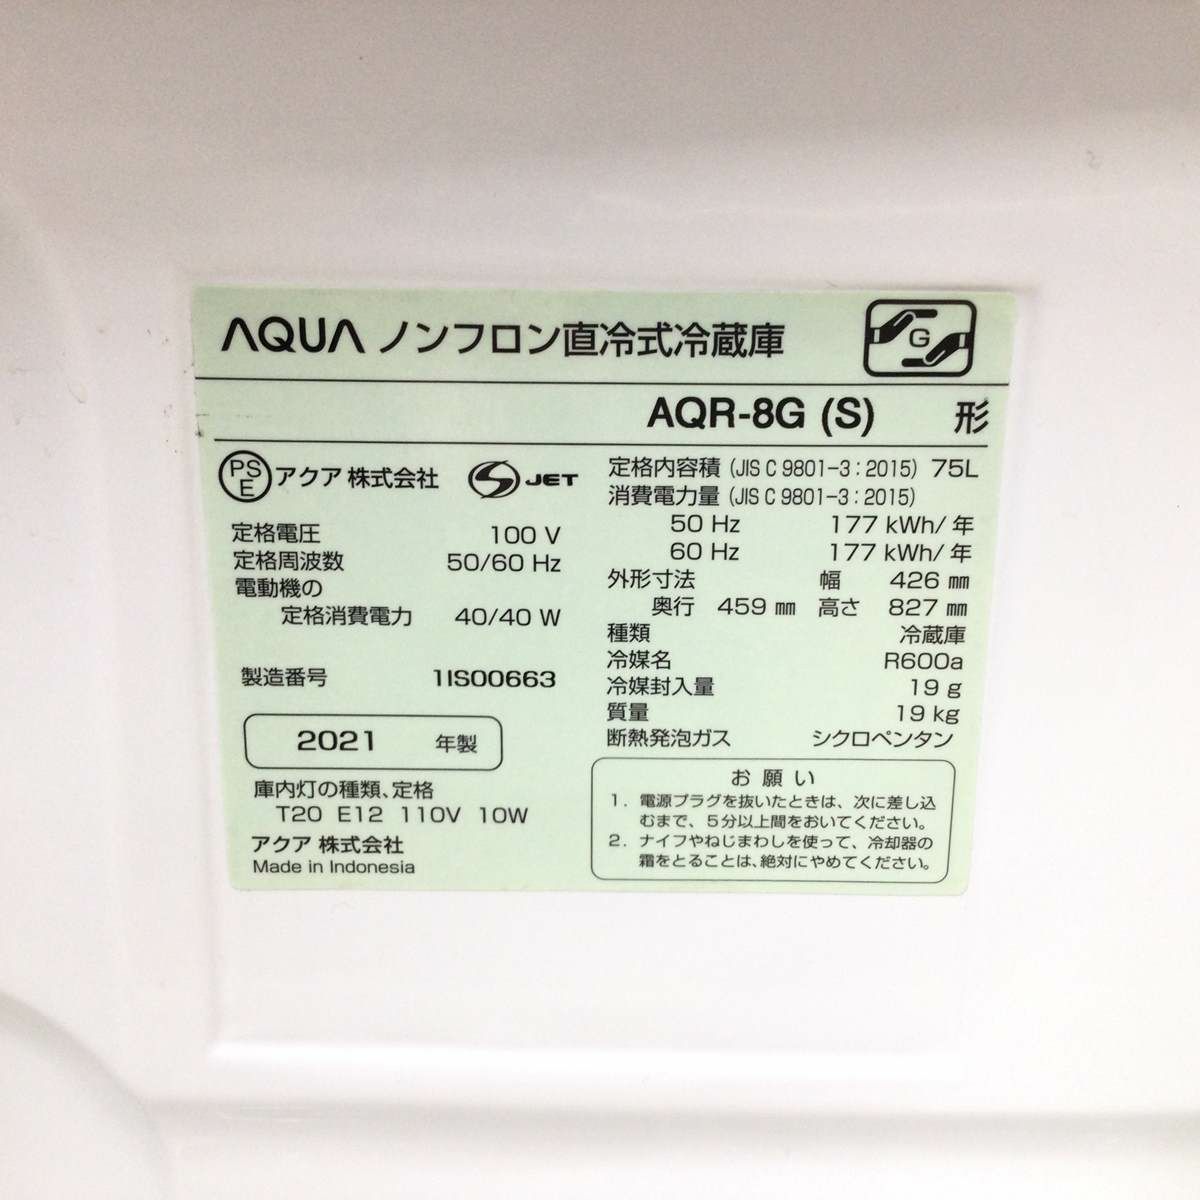 AQUA ノンフロン直冷式冷蔵庫
G
AQR-8G (S) 形
PS
E
アクア 株式会社
JET
定格電圧 100 V
定格周波数 50/60 Hz
電動機の
定格消費電力 40/40 W
製造番号 1IS00663
2021 年製
庫内灯の種類、定格
T20 E12 110V 10W
アクア 株式会社
Made in Indonesia
定格内容積 (JIS C 9801-3 : 2015) 75L
消費電力量 (JIS C 9801-3 : 2015)
50 Hz 177 kWh/年
60 Hz 177 kWh/年
外形寸法 幅 426 mm
奥行 459 mm 高さ 827 mm
種類 冷蔵庫
冷媒名 R600a
冷媒封入量 19 g
質量 19 kg
断熱発泡ガス シクロペンタン
お願い
1. 電源プラグを抜いたときは、次に差し込
むまで、5分以上間をおいてください。
2. ナイフやねじまわしを使って、冷却器の
霜をとることは、絶対にやめてください。